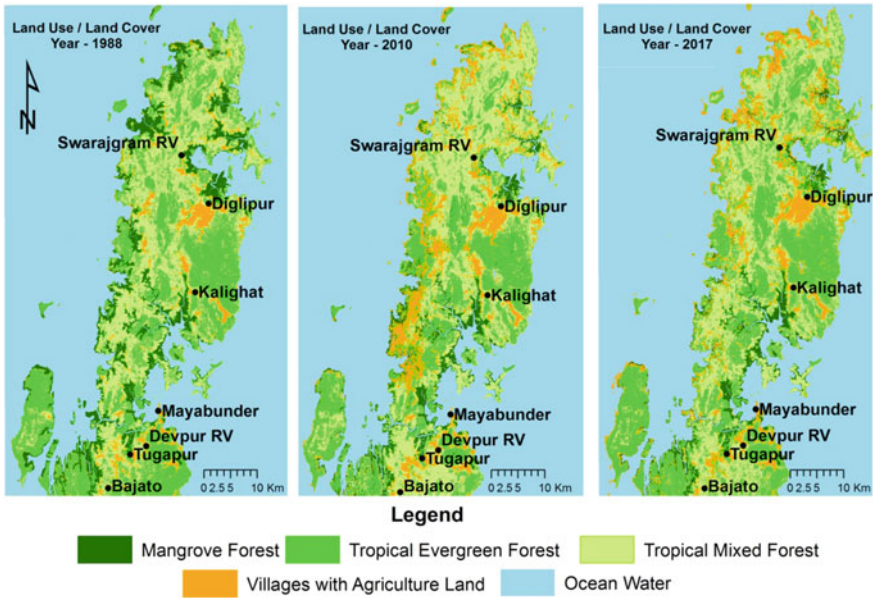 Land Use / Land Cover
Year - 1988
N
Swarajgram RV
Diglipur
Kalighat
Mayabunder
Devpur RV
Tugapur
Bajato
0 2.5 5 10 Km
Land Use / Land Cover
Year - 2010
Swarajgram RV
Diglipur
Kalighat
Mayabunder
Devpur RV
Tugapur
Bajato
0 2.5 5 10 Km
Land Use / Land Cover
Year - 2017
Swarajgram RV
Diglipur
Kalighat
Mayabunder
Devpur RV
Tugapur
Bajato
0 2.5 5 10 Km
Legend
Mangrove Forest
Tropical Evergreen Forest
Tropical Mixed Forest
Villages with Agriculture Land
Ocean Water